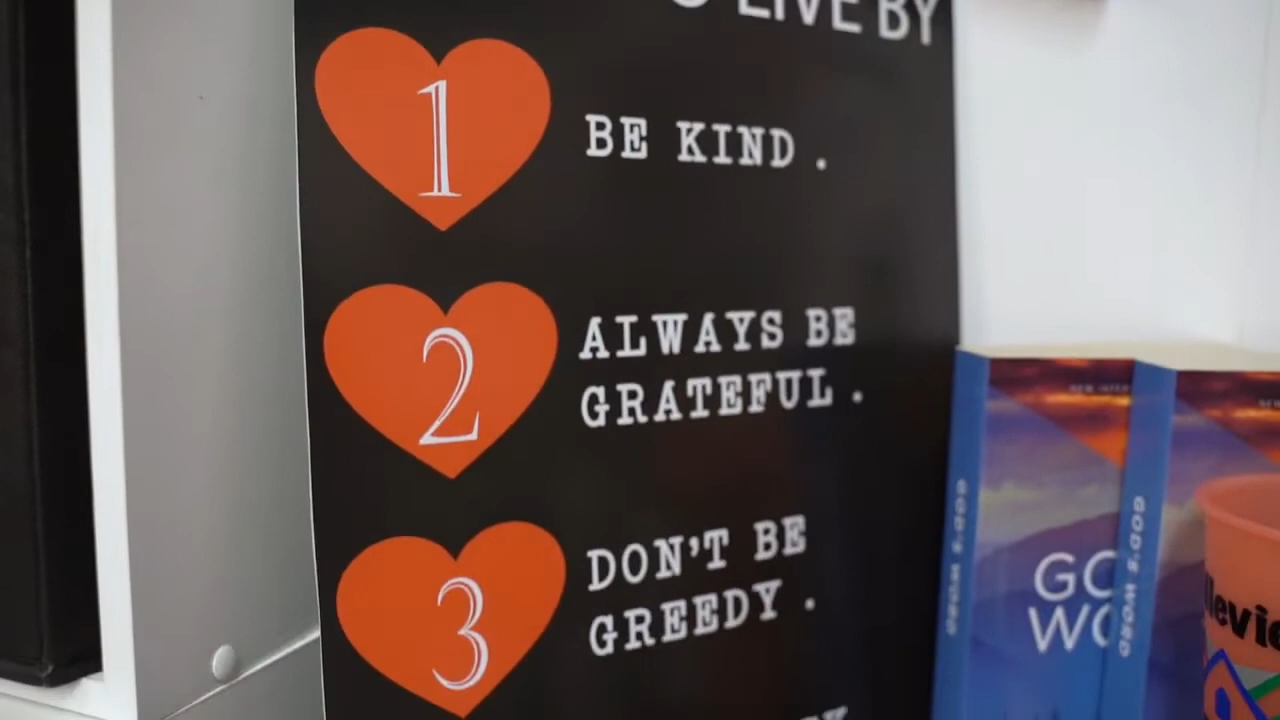 LIVE BY
1
BE KIND .
2
ALWAYS BE
GRATEFUL .
3
DON'T BE
GREEDY .
GOD'S WORD
GOD'S WORD